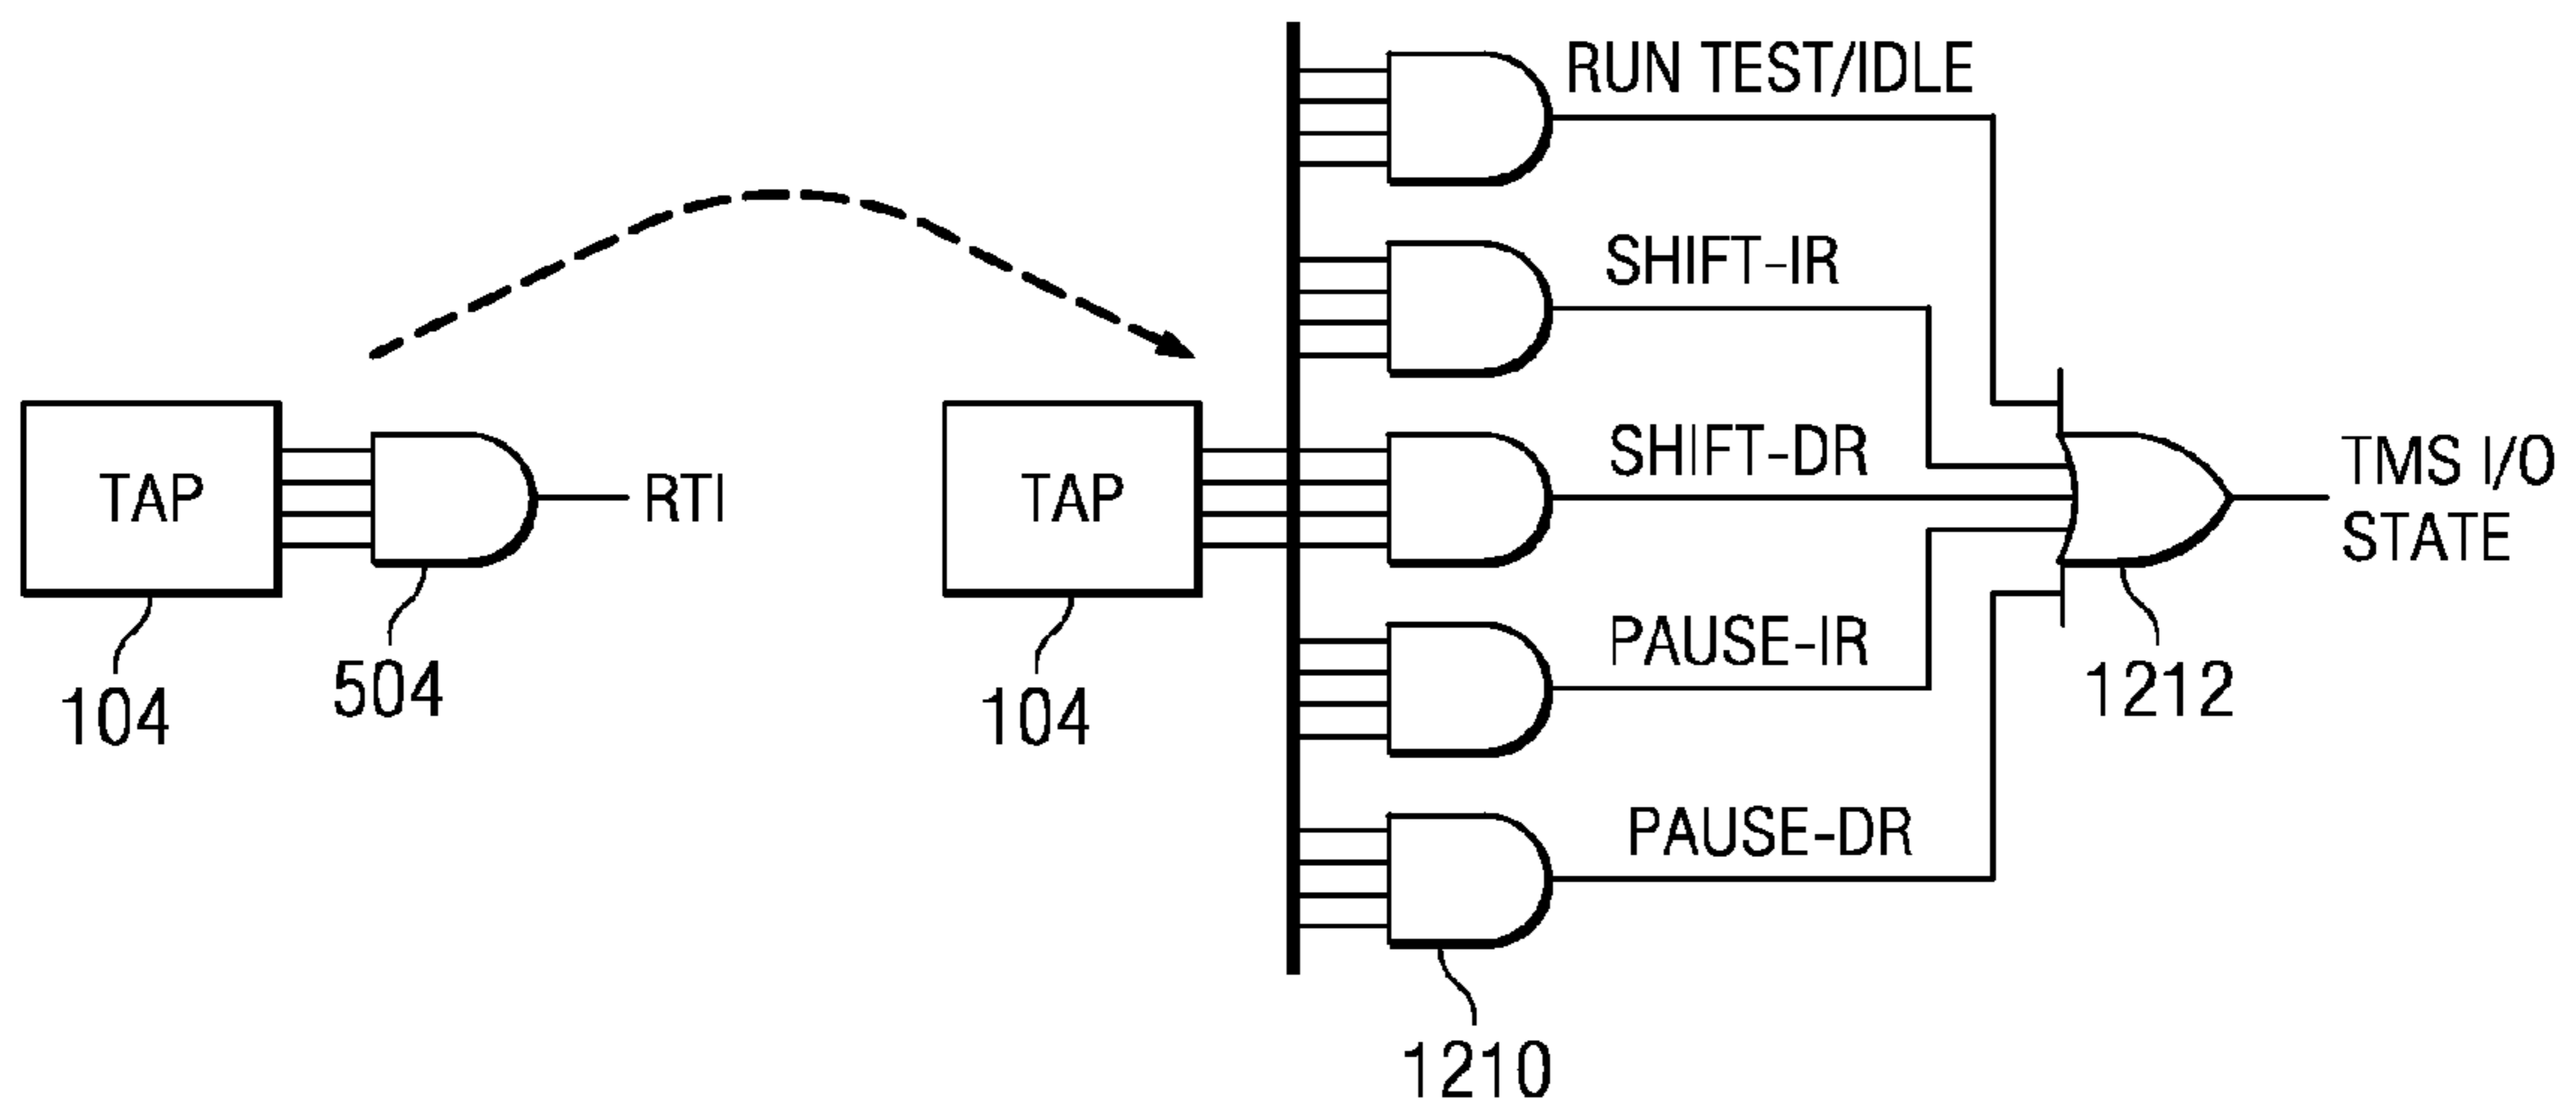 RUN TEST/IDLE
SHIFT-IR
SHIFT-DR
TMS I/O
STATE
TAP
RTI
TAP
PAUSE-IR
104
504
104
1212
PAUSE-DR
1210